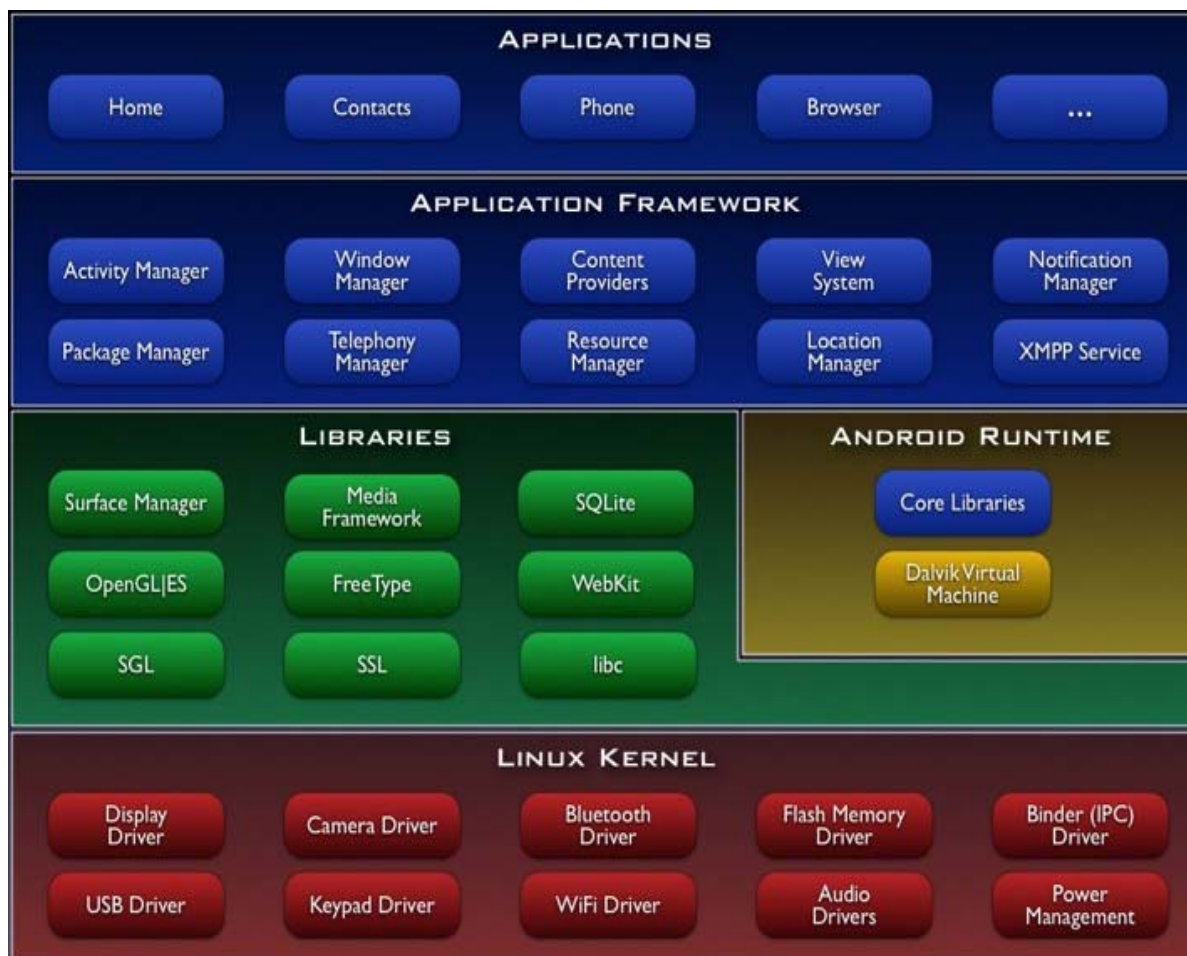 APPLICATIONS
Home
Contacts
Phone
Browser
...
APPLICATION FRAMEWORK
Activity Manager
Window
Manager
Content
Providers
View
System
Notification
Manager
Package Manager
Telephony
Manager
Resource
Manager
Location
Manager
XMPP Service
LIBRARIES
Surface Manager
Media
Framework
SQLite
OpenGL|ES
FreeType
WebKit
SGL
SSL
libc
ANDROID RUNTIME
Core Libraries
Dalvik Virtual
Machine
LINUX KERNEL
Display
Driver
Camera Driver
Bluetooth
Driver
Flash Memory
Driver
Binder (IPC)
Driver
USB Driver
Keypad Driver
WiFi Driver
Audio
Drivers
Power
Management